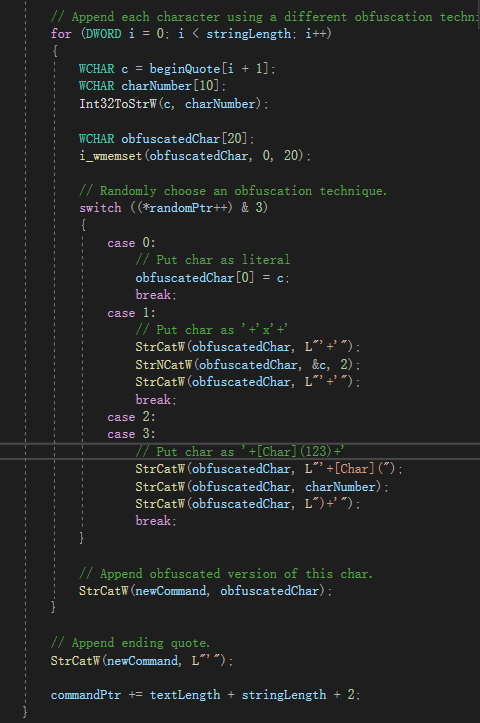 // Append each character using a different obfuscation techni
for (DWORD i = 0; i < stringLength; i++)
{
WCHAR c = beginQuote[i + 1];
WCHAR charNumber[10];
Int32ToStrW(c, charNumber);
WCHAR obfuscatedChar[20];
i_wmemset(obfuscatedChar, 0, 20);
// Randomly choose an obfuscation technique.
switch ((*randomPtr++) & 3)
{
case 0:
// Put char as literal
obfuscatedChar[0] = c;
break;
case 1:
// Put char as '+'x'+'
StrCatW(obfuscatedChar, L"'+'");
StrNCatW(obfuscatedChar, &c, 2);
StrCatW(obfuscatedChar, L"'+'");
break;
case 2:
case 3:
// Put char as '+[Char](123)+'
StrCatW(obfuscatedChar, L"'+[Char](");
StrCatW(obfuscatedChar, charNumber);
StrCatW(obfuscatedChar, L")+'");
break;
}
// Append obfuscated version of this char.
StrCatW(newCommand, obfuscatedChar);
}
// Append ending quote.
StrCatW(newCommand, L"'");
commandPtr += textLength + stringLength + 2;
}